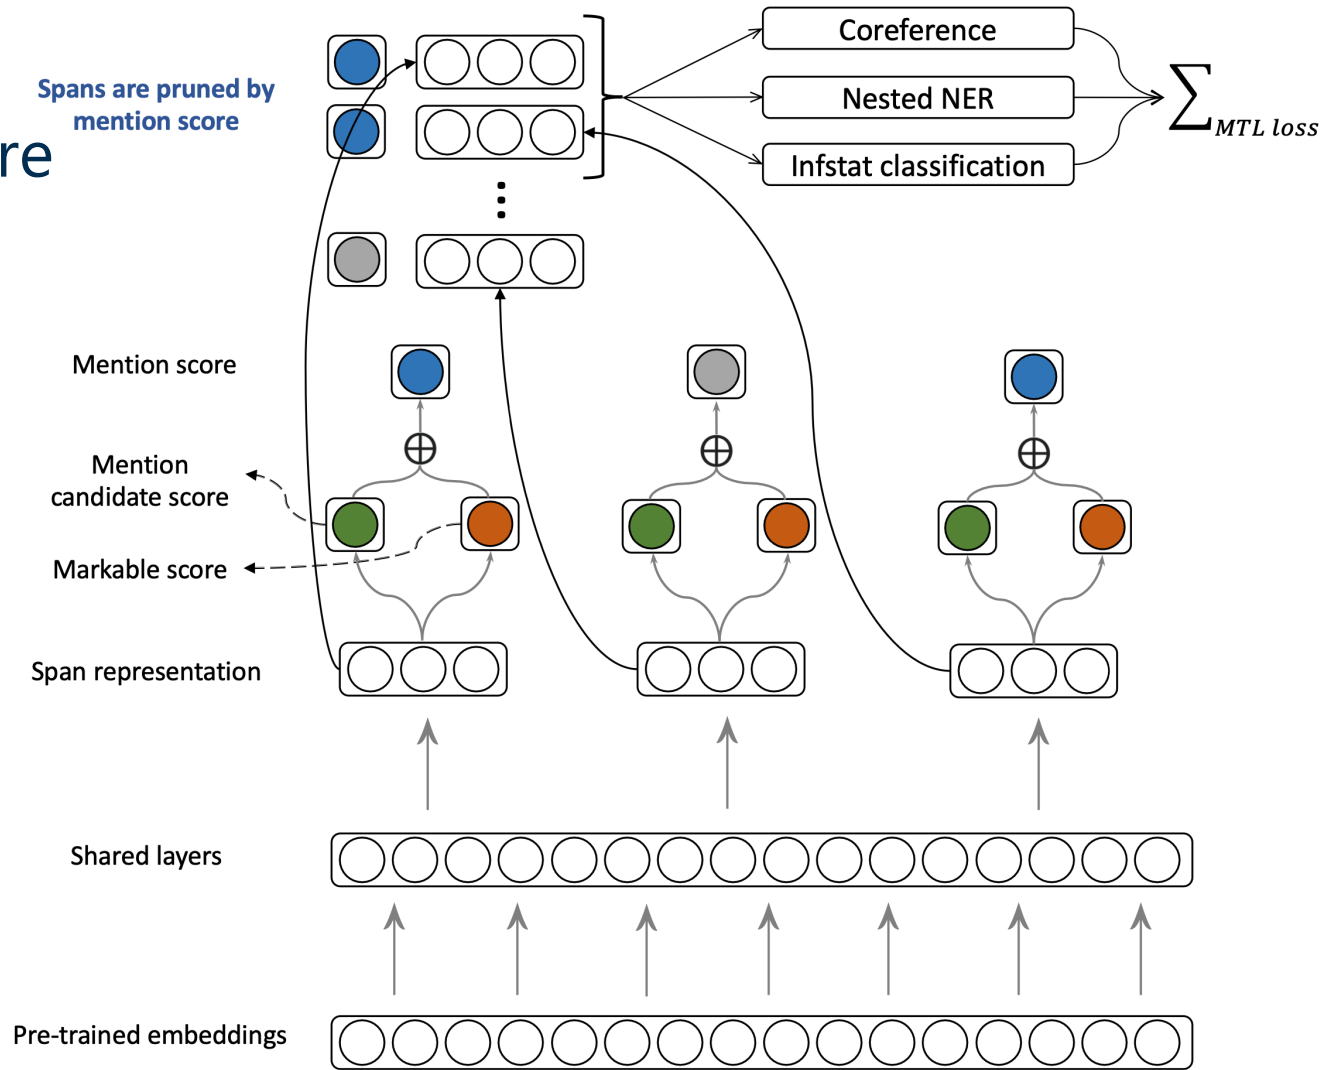 Coreference
Spans are pruned by
mention score
re
Nested NER
∑MTL loss
Infstat classification
Mention score
Mention
candidate score
Markable score
Span representation
Shared layers
Pre-trained embeddings